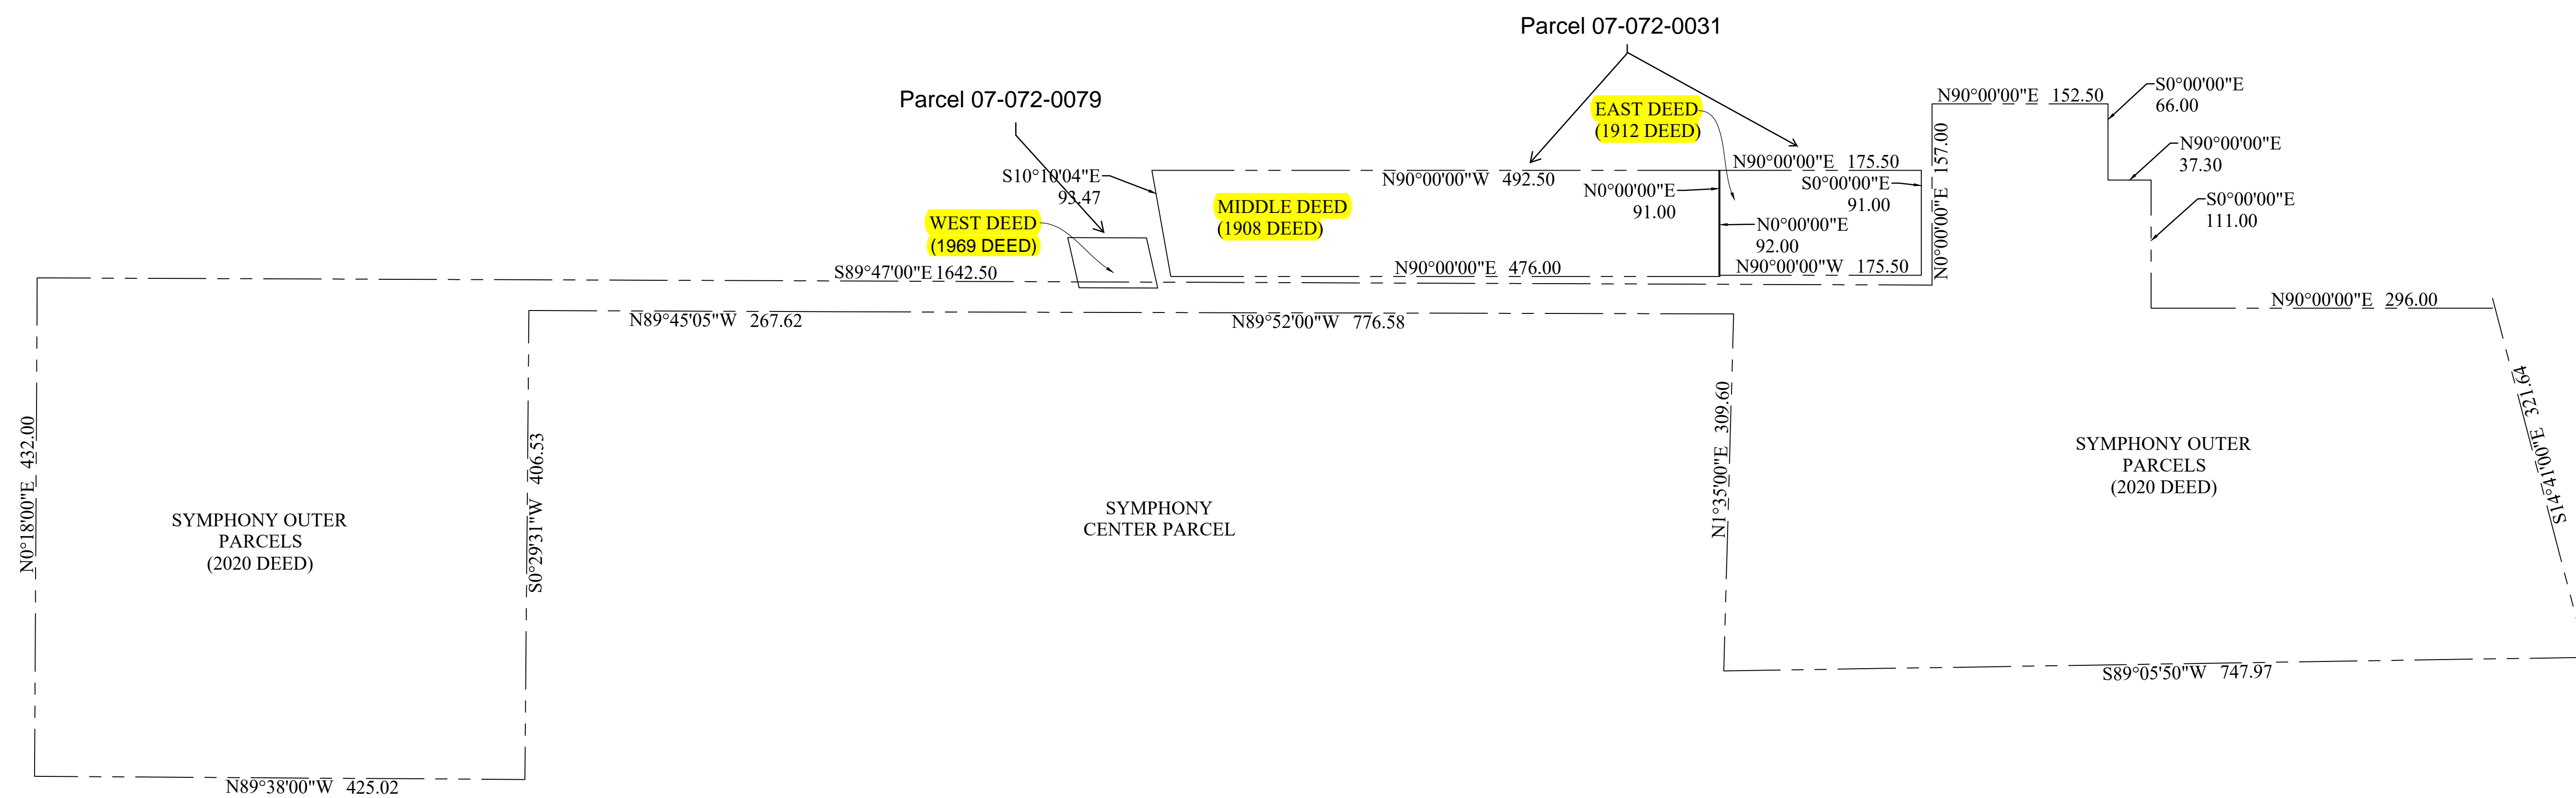 Parcel 07-072-0031
Parcel 07-072-0079
S0°00'00"E
66.00
N90°00'00"E 152.50
EAST DEED
(1912 DEED)
N0°00'00"E 157.00
N90°00'00"E
37.30
N90°00'00"E 175.50
S10°10'04"E
93.47
N90°00'00"W 492.50
N0°00'00"E
91.00
S0°00'00"E
91.00
S0°00'00"E
111.00
MIDDLE DEED
(1908 DEED)
WEST DEED
(1969 DEED)
N0°00'00"E
92.00
S89°47'00"E 1642.50
N90°00'00"E 476.00
N90°00'00"W 175.50
N90°00'00"E 296.00
N89°45'05"W 267.62
N89°52'00"W 776.58
N0°18'00"E 432.00
S0°29'31"W 406.53
N1°35'00"E 309.60
S14°41'00"E 321.64
SYMPHONY OUTER
PARCELS
(2020 DEED)
SYMPHONY
CENTER PARCEL
SYMPHONY OUTER
PARCELS
(2020 DEED)
S89°05'50"W 747.97
N89°38'00"W 425.02